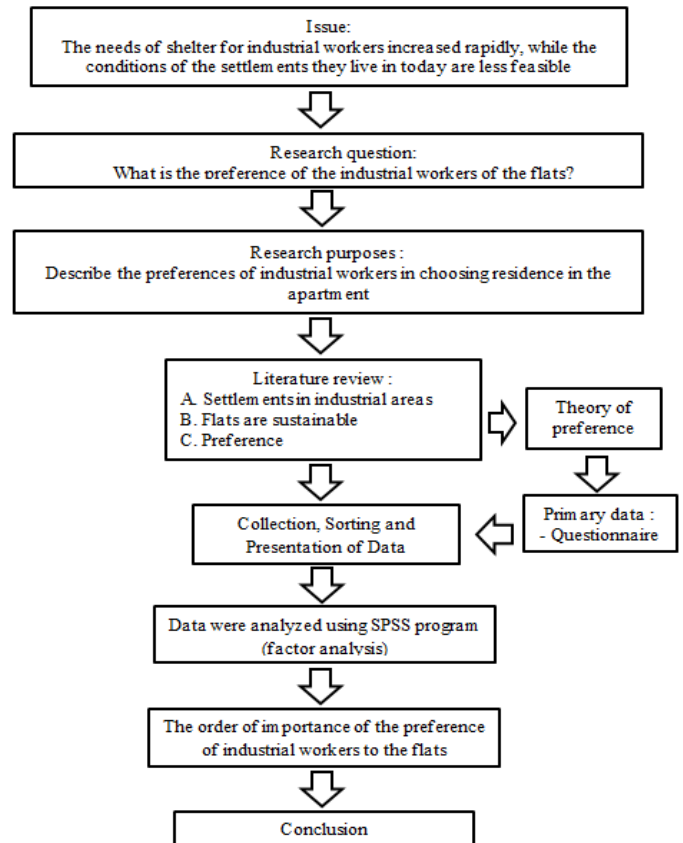 Issue:
The needs of shelter for industrial workers increased rapidly, while the
conditions of the settlements they live in today are less feasible
Research question:
What is the preference of the industrial workers of the flats?
Research purposes :
Describe the preferences of industrial workers in choosing residence in the
apartment
Literature review :
A. Settlements in industrial areas
B. Flats are sustainable
C. Preference
Theory of
preference
Primary data :
- Questionnaire
Collection, Sorting and
Presentation of Data
Data were analyzed using SPSS program
(factor analysis)
The order of importance of the preference
of industrial workers to the flats
Conclusion